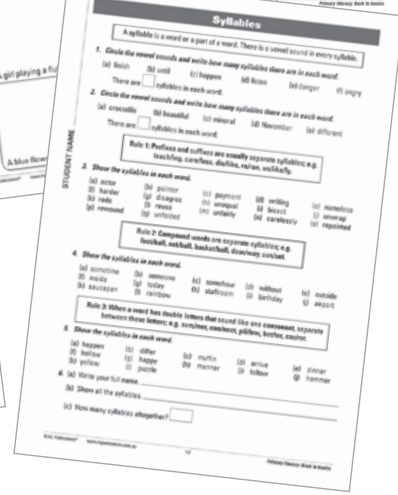 Primary literacy: Back to basics
Syllables
A syllable is a word or a part of a word. There is a vowel sound in every syllable.
1. Circle the vowel sounds and write how many syllables there are in each word.
(a) finish (b) until (c) happen (d) listen (e) danger (f) angry
There are syllables in each word.
2. Circle the vowel sounds and write how many syllables there are in each word.
(a) crocodile (b) beautiful (c) mineral (d) November (e) different
There are syllables in each word.
Rule 1: Prefixes and suffixes are usually separate syllables; e.g.
teaching, careless, dislike, rerun, unlikely.
3. Show the syllables in each word.
(a) actor (b) painter (c) payment (d) writing (e) nameless
(f) harder (g) disagree (h) unequal (i) (j) unwrap
(k) redo (l) reuse (m) unfairly (n) carelessly (o) repainted
(p) rewound (q) unfolded
Rule 2: Compound words are separate syllables; e.g.
football, netball, basketball, doorway, sunset.
4. Show the syllables in each word.
(a) sometime (b) someone (c) somehow (d) without (e) outside
(f) inside (g) today (h) staffroom (i) birthday (j) airport
(k) saucepan (l) rainbow
Rule 3: When a word has double letters that sound like one consonant, separate
between those letters; e.g.
5. Show the syllables in each word.
(a) happen (b) differ (c) muffin (d) arrive (e) dinner
(f) hollow (g) happy (h) manner (i) follow (j) hammer
(k) yellow (l) puzzle
6. (a) Write your full name.
(b) Show all the syllables.
(c) How many syllables altogether?
17
Primary literacy: Back to basics
STUDENT NAME
A girl playing a flu
A blue flow